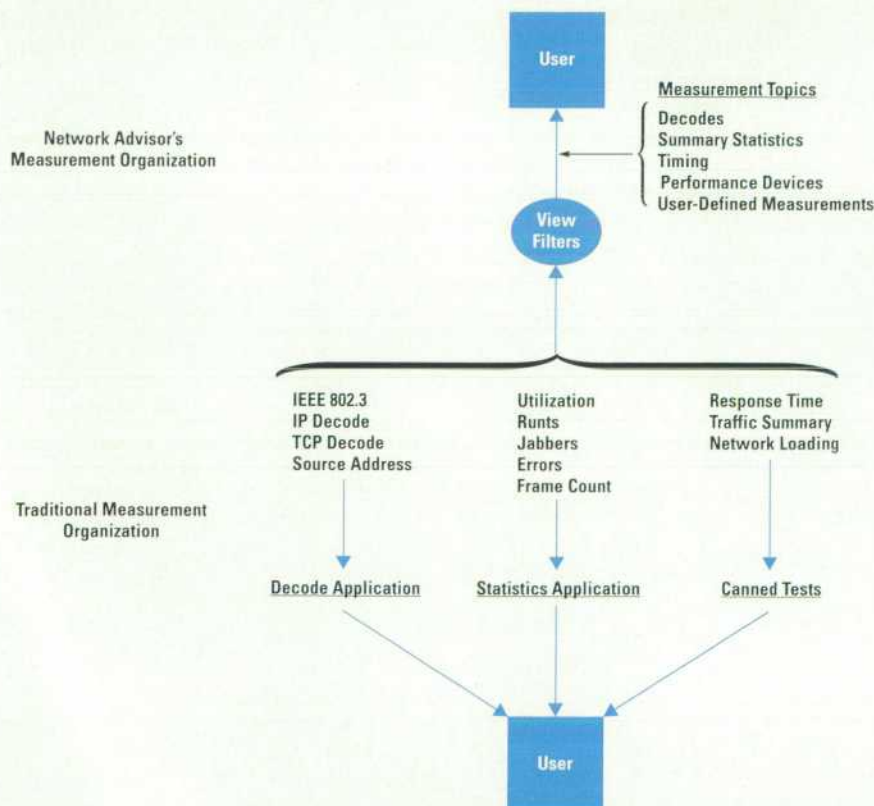 User
Measurement Topics
Decodes
Summary Statistics
Timing
Performance Devices
User-Defined Measurements
Network Advisor's
Measurement Organization
View
Filters
IEEE 802.3
IP Decode
TCP Decode
Source Address
Utilization
Runts
Jabbers
Errors
Frame Count
Response Time
Traffic Summary
Network Loading
Traditional Measurement
Organization
Decode Application
Statistics Application
Canned Tests
User